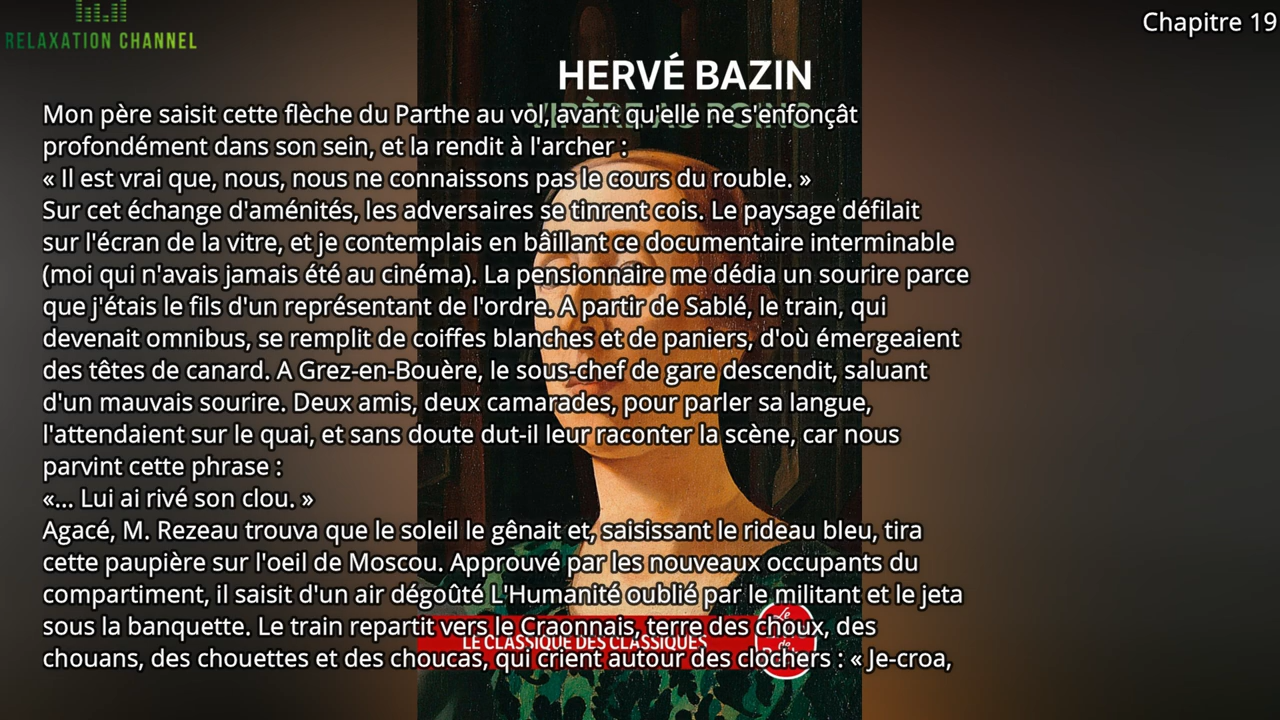 RELAXATION CHANNEL
Chapitre 19
HERVÉ BAZIN
VIPÈRE AU POING
Mon père saisit cette flèche du Parthe au vol, avant qu'elle ne s'enfonçât
profondément dans son sein, et la rendit à l'archer :
« Il est vrai que, nous, nous ne connaissons pas le cours du rouble. »
Sur cet échange d'aménités, les adversaires se tinrent cois. Le paysage défilait
sur l'écran de la vitre, et je contemplais en bâillant ce documentaire interminable
(moi qui n'avais jamais été au cinéma). La pensionnaire me dédia un sourire parce
que j'étais le fils d'un représentant de l'ordre. A partir de Sablé, le train, qui
devenait omnibus, se remplit de coiffes blanches et de paniers, d'où émergeaient
des têtes de canard. A Grez-en-Bouère, le sous-chef de gare descendit, saluant
d'un mauvais sourire. Deux amis, deux camarades, pour parler sa langue,
l'attendaient sur le quai, et sans doute dut-il leur raconter la scène, car nous
parvint cette phrase :
«... Lui ai rivé son clou. »
Agacé, M. Rezeau trouva que le soleil le gênait et, saisissant le rideau bleu, tira
cette paupière sur l'oeil de Moscou. Approuvé par les nouveaux occupants du
compartiment, il saisit d'un air dégoûté L'Humanité oublié par le militant et le jeta
sous la banquette. Le train repartit vers le Craonnais, terre des choux, des
chouans, des chouettes et des choucas, qui crient autour des clochers : « Je-croa,
LE CLASSIQUE DES CLASSIQUES
Le
de